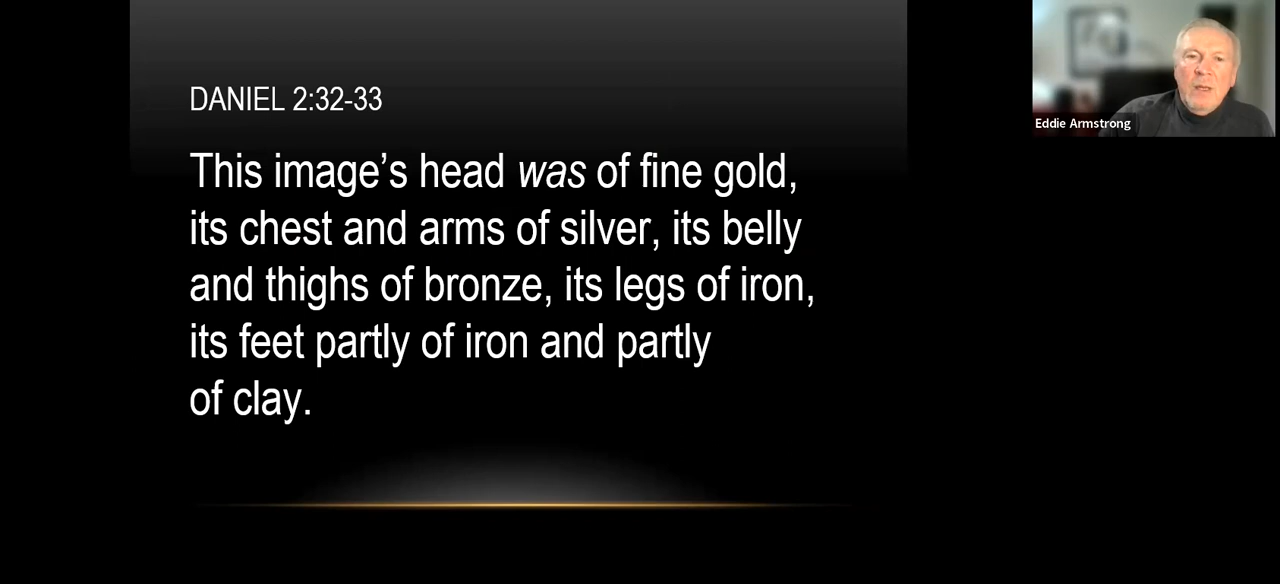 DANIEL 2:32-33
This image’s head was of fine gold,
its chest and arms of silver, its belly
and thighs of bronze, its legs of iron,
its feet partly of iron and partly
of clay.
Eddie Armstrong